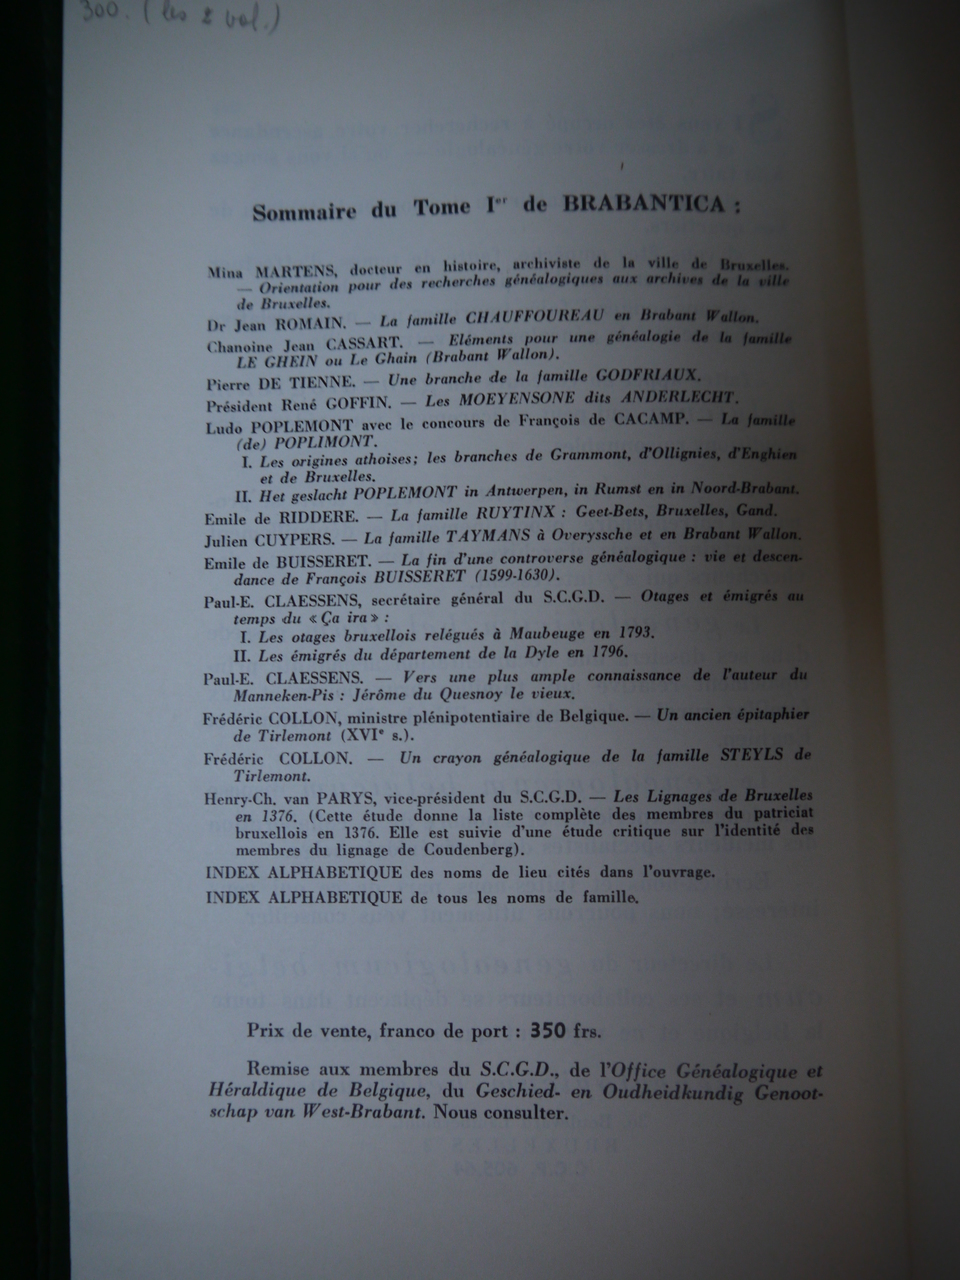 300. (les 2 vol.)
Sommaire du Tome Ier de BRABANTICA :
Mina MARTENS, docteur en histoire, archiviste de la ville de Bruxelles.
— Orientation pour des recherches généalogiques aux archives de la ville
de Bruxelles.
Dr Jean ROMAIN. — La famille CHAUFFOUREAU en Brabant Wallon.
Chanoine Jean CASSART. — Eléments pour une généalogie de la famille
LE GHEIN ou Le Ghain (Brabant Wallon).
Pierre DE TIENNE. — Une branche de la famille GODFRIAUX.
Président René GOFFIN. — Les MOEYENSONE dits ANDERLECHT.
Ludo POPLEMONT avec le concours de François de CACAMP. — La famille
(de) POPLIMONT.
I. Les origines athoises; les branches de Grammont, d'Ollignies, d'Enghien
et de Bruxelles.
II. Het geslacht POPLEMONT in Antwerpen, in Rumst en in Noord-Brabant.
Emile de RIDDERE. — La famille RUYTINX : Geet-Bets, Bruxelles, Gand.
Julien CUYPERS. — La famille TAYMANS à Overyssche et en Brabant Wallon.
Emile de BUISSERET. — La fin d'une controverse généalogique : vie et descen-
dance de François BUISSERET (1599-1630).
Paul-E. CLAESSENS, secrétaire général du S.C.G.D. — Otages et émigrés au
temps du « Ça ira » :
I. Les otages bruxellois relégués à Maubeuge en 1793.
II. Les émigrés du département de la Dyle en 1796.
Paul-E. CLAESSENS. — Vers une plus ample connaissance de l'auteur du
Manneken-Pis : Jérôme du Quesnoy le vieux.
Frédéric COLLON, ministre plénipotentiaire de Belgique. — Un ancien épitaphier
de Tirlemont (XVIe s.).
Frédéric COLLON. — Un crayon généalogique de la famille STEYLS de
Tirlemont.
Henry-Ch. van PARYS, vice-président du S.C.G.D. — Les Lignages de Bruxelles
en 1376. (Cette étude donne la liste complète des membres du patriciat
bruxellois en 1376. Elle est suivie d'une étude critique sur l'identité des
membres du lignage de Coudenberg).
INDEX ALPHABETIQUE des noms de lieu cités dans l'ouvrage.
INDEX ALPHABETIQUE de tous les noms de famille.
Prix de vente, franco de port : 350 frs.
Remise aux membres du S.C.G.D., de l'Office Généalogique et
Héraldique de Belgique, du Geschied- en Oudheidkundig Genoot-
schap van West-Brabant. Nous consulter.